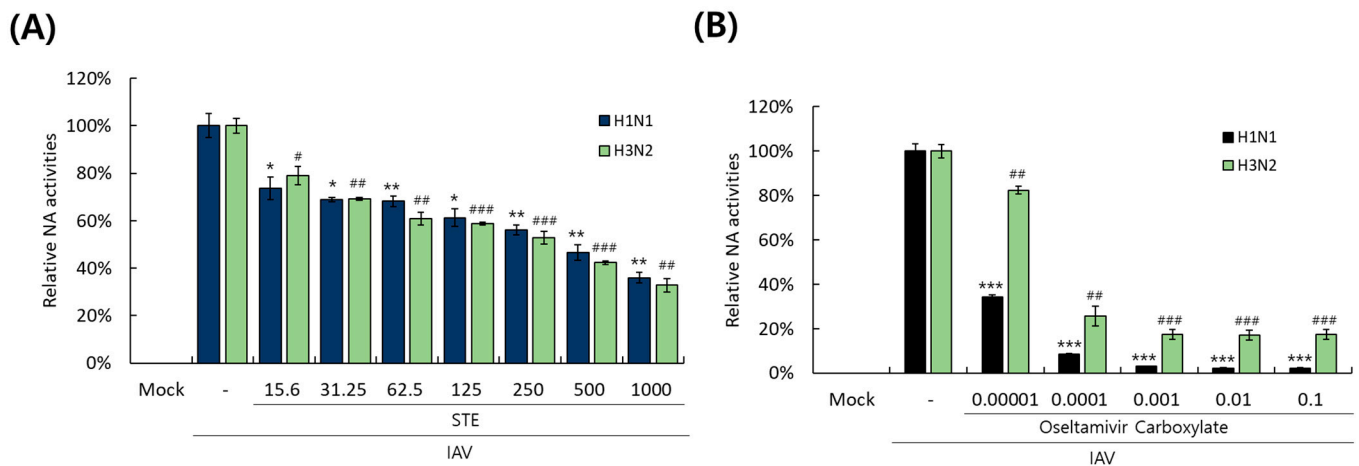 (A)
Relative NA activities
120%
100%
80%
60%
40%
20%
0%
H1N1
H3N2
* #
* ##
** ##
* ###
** ###
** ###
** ##
Mock - 15.6 31.25 62.5 125 250 500 1000
STE
IAV
(B)
Relative NA activities
120%
100%
80%
60%
40%
20%
0%
H1N1
H3N2
*** ##
*** ##
*** ###
*** ###
*** ###
Mock - 0.00001 0.0001 0.001 0.01 0.1
Oseltamivir Carboxylate
IAV